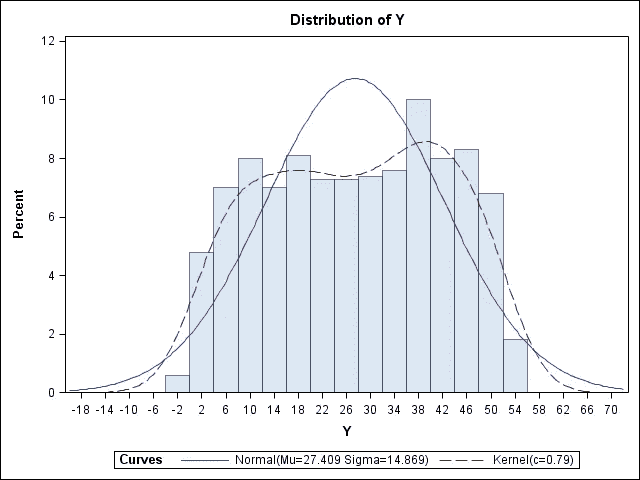 Distribution of Y
12
10
8
6
4
2
0
Percent
-18 -14 -10 -6 -2 2 6 10 14 18 22 26 30 34 38 42 46 50 54 58 62 66 70
Y
Curves Normal(Mu=27.409 Sigma=14.869) Kernel(c=0.79)